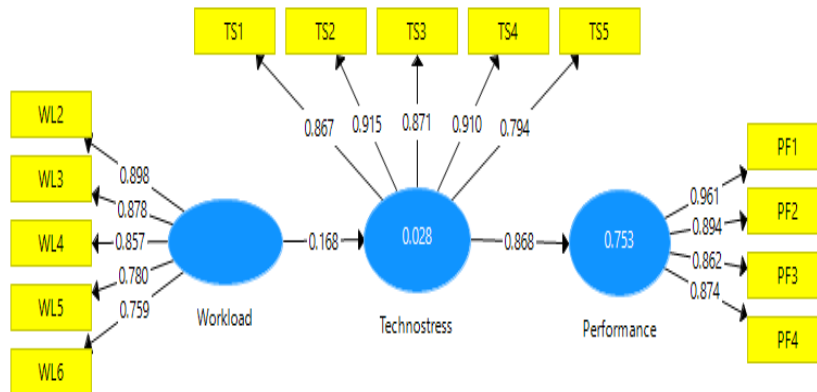 TS1 TS2 TS3 TS4 TS5
0.867 0.915 0.871 0.910 0.794
WL2
WL3
WL4
WL5
WL6
0.898
0.878
0.857
0.780
0.759
Workload
0.168
0.028
Technostress
0.868
0.753
Performance
0.961
0.894
0.862
0.874
PF1
PF2
PF3
PF4